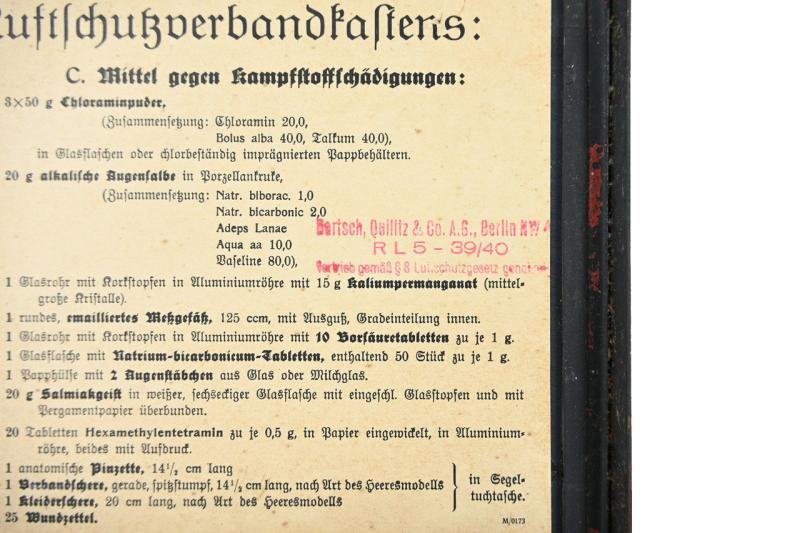 Luftschutzverbandkastens:
C. Mittel gegen Kampfstoffschädigungen:
3×50 g Chloraminpuder,
(Zusammensetzung: Chloramin 20,0,
Bolus alba 40,0, Talkum 40,0),
in Glasflaschen oder chlorbeständig imprägnierten Pappbehältern.
20 g alkalische Augensalbe in Porzellankruke,
(Zusammensetzung: Natr. biborac. 1,0
Natr. bicarbonic 2,0
Adeps Lanae
Aqua aa 10,0
Vaseline 80,0),
Bartsch, Quilitz & Co. A.G., Berlin NW
RL 5 - 39/40
Vertrieb gemäß § 8 Luftschutzgesetz genehm
1 Glasrohr mit Korkstopfen in Aluminiumröhre mit 15 g Kaliumpermanganat (mittel-
große Kristalle).
1 rundes, emailliertes Meßgefäß, 125 ccm, mit Ausguß, Gradeinteilung innen.
1 Glasrohr mit Korkstopfen in Aluminiumröhre mit 10 Borsäuretabletten zu je 1 g.
1 Glasflasche mit Natrium-bicarbonicum-Tabletten, enthaltend 50 Stück zu je 1 g.
1 Papphülse mit 2 Augenstäbchen aus Glas oder Milchglas.
20 g Salmiakgeist in weißer, sechseckiger Glasflasche mit eingeschl. Glasstopfen und mit
Pergamentpapier überbunden.
20 Tabletten Hexamethylentetramin zu je 0,5 g, in Papier eingewickelt, in Aluminium-
röhre, beides mit Aufdruck.
1 anatomische Pinzette, 14¹/₂ cm lang
1 Verbandschere, gerade, spitzstumpf, 14¹/₂ cm lang, nach Art des Heeresmodells
1 Kleiderschere, 20 cm lang, nach Art des Heeresmodells
in Segel-
tuchtasche.
25 Wundzettel.
M/0173